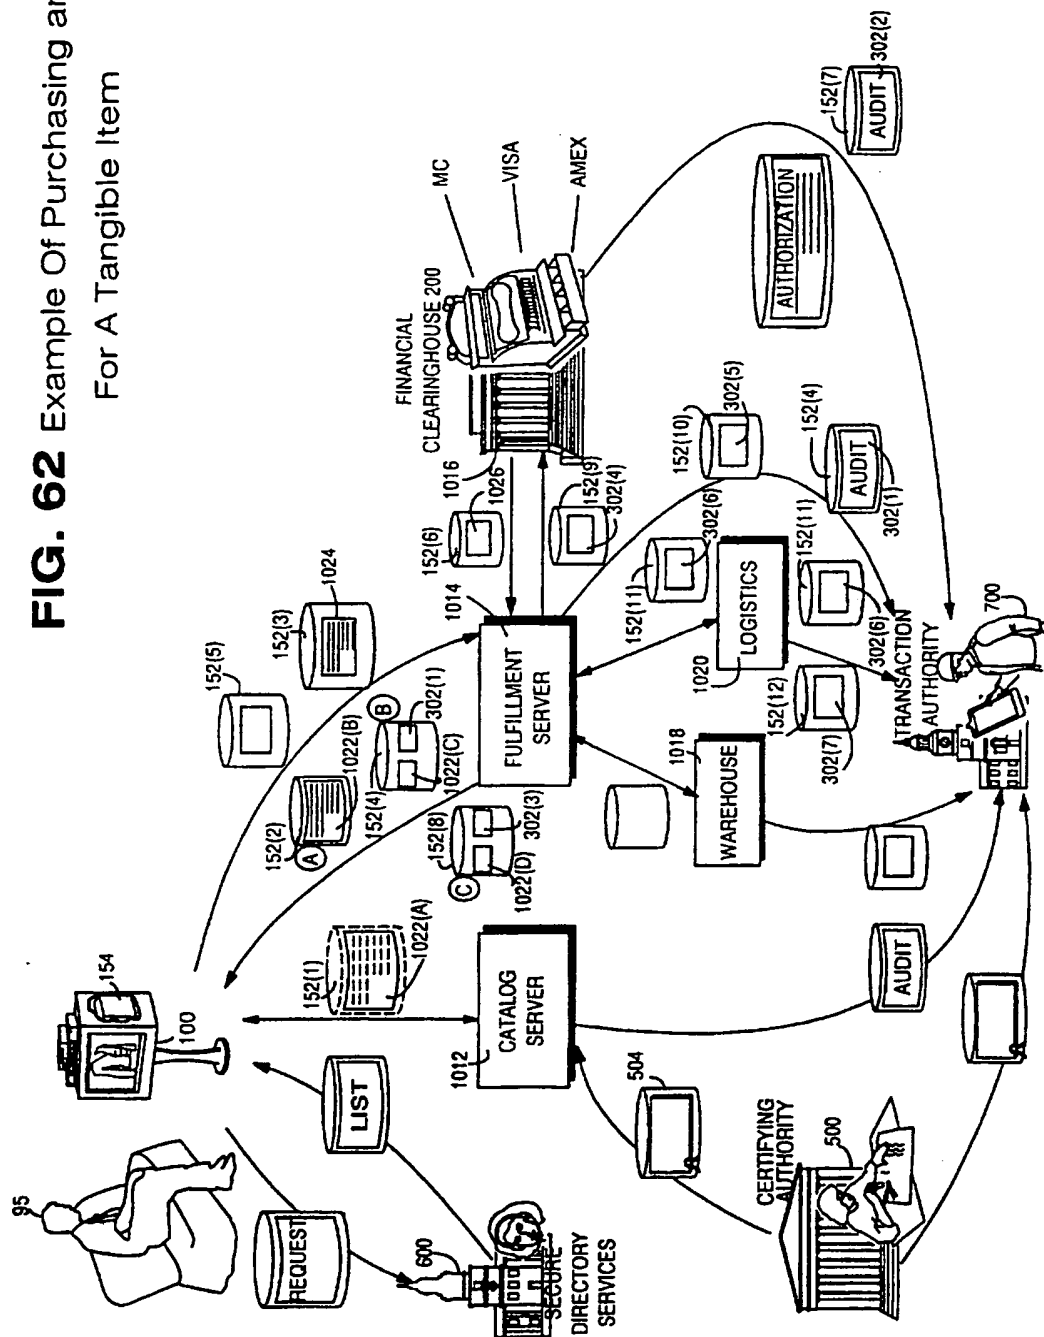 FIG. 62 Example Of Purchasing
For A Tangible Item
95
REQUEST
154
100
LIST
600
SECURE
DIRECTORY
SERVICES
152(1)
1022(A)
152(5)
152(3)
1024
152(2)
1022(B)
A
152(4)
B
302(1)
1022(C)
152(8)
C
302(3)
1022(D)
1012
CATALOG
SERVER
1014
FULFILLMENT
SERVER
152(6)
1026
1016
FINANCIAL
CLEARINGHOUSE 200
MC
VISA
AMEX
152(9)
302(4)
504
CERTIFYING
AUTHORITY
500
1018
WAREHOUSE
1020
LOGISTICS
152(11)
302(6)
152(10)
302(5)
AUTHORIZATION
152(7)
AUDIT
302(2)
152(4)
AUDIT
302(1)
152(11)
302(6)
152(12)
302(7)
AUDIT
TRANSACTION
AUTHORITY
700